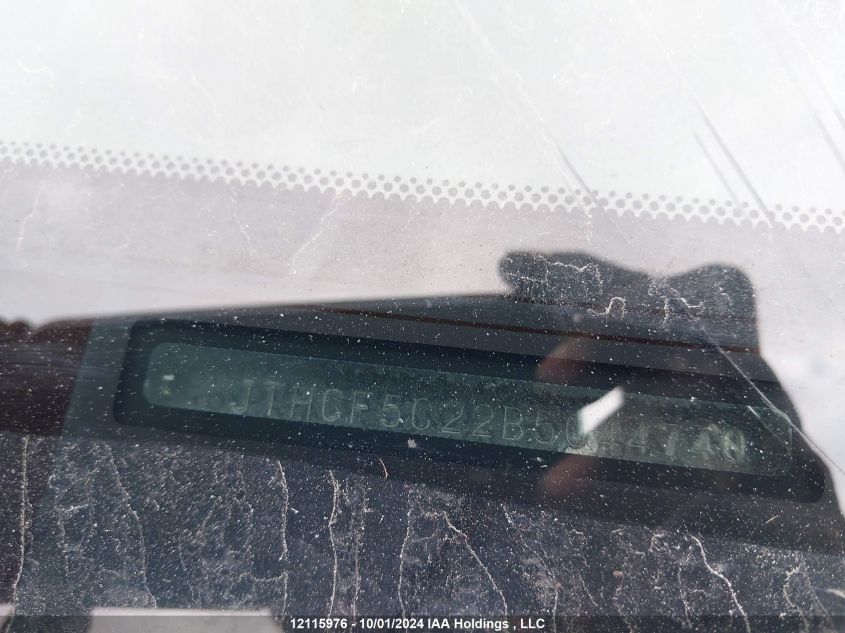 JTHCF5C22B5044740
12115976 - 10/01/2024 IAA Holdings , LLC